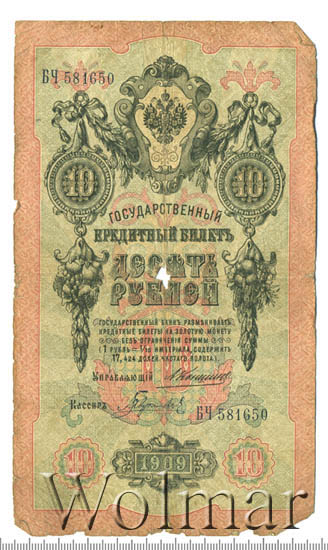 БЧ 581650
10 10
ГОСУДАРСТВЕННЫЙ
КРЕДИТНЫЙ БИЛЕТЪ
ДЕСЯТЬ
РУБЛЕЙ
ГОСУДАРСТВЕННЫЙ БАНКЪ РАЗМѢНИВАЕТЪ
КРЕДИТНЫЕ БИЛЕТЫ НА ЗОЛОТУЮ МОНЕТУ
БЕЗЪ ОГРАНИЧЕНІЯ СУММЫ
(1 РУБЛЬ = 1/15 ИМПЕРІАЛА, СОДЕРЖИТЪ
17,424 ДОЛЕЙ ЧИСТАГО ЗОЛОТА).
Управляющій
Кассиръ
БЧ 581650
10 1909 10
Wolmar